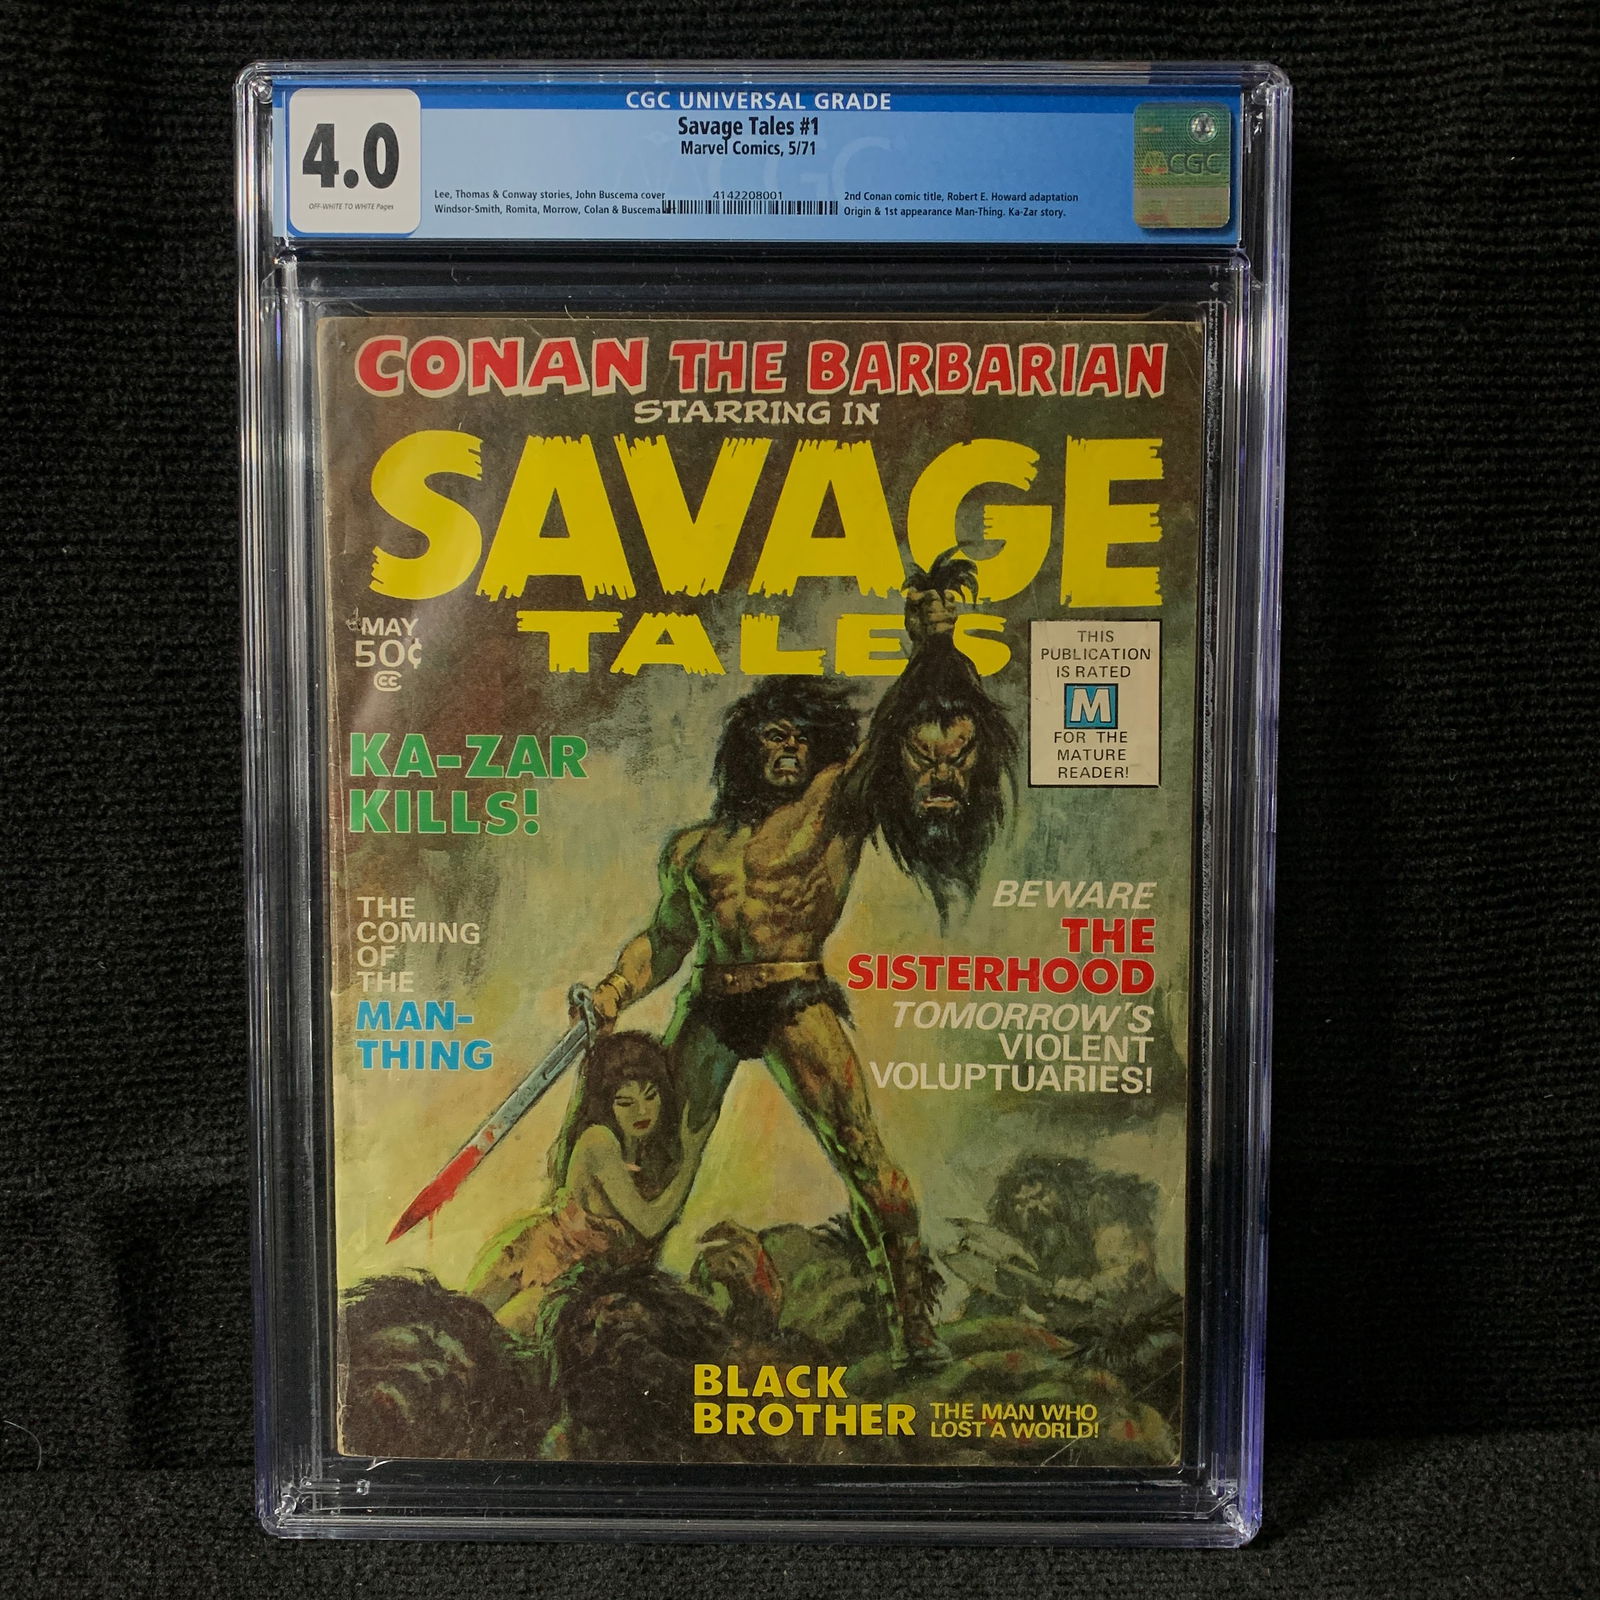 CGC UNIVERSAL GRADE
4.0
OFF-WHITE TO WHITE Pages
Savage Tales #1
Marvel Comics, 5/71
Lee, Thomas & Conway stories, John Buscema cover
Windsor-Smith, Romita, Morrow, Colan & Buscema art
4142208001
2nd Conan comic title, Robert E. Howard adaptation
Origin & 1st appearance Man-Thing. Ka-Zar story.
CGC
CONAN THE BARBARIAN
STARRING IN
SAVAGE
TALES
MAY
50¢
CC
THIS
PUBLICATION
IS RATED
M
FOR THE
MATURE
READER!
KA-ZAR
KILLS!
THE
COMING
OF
THE
MAN-
THING
BEWARE
THE
SISTERHOOD
TOMORROW'S
VIOLENT
VOLUPTUARIES!
BLACK
BROTHER
THE MAN WHO
LOST A WORLD!